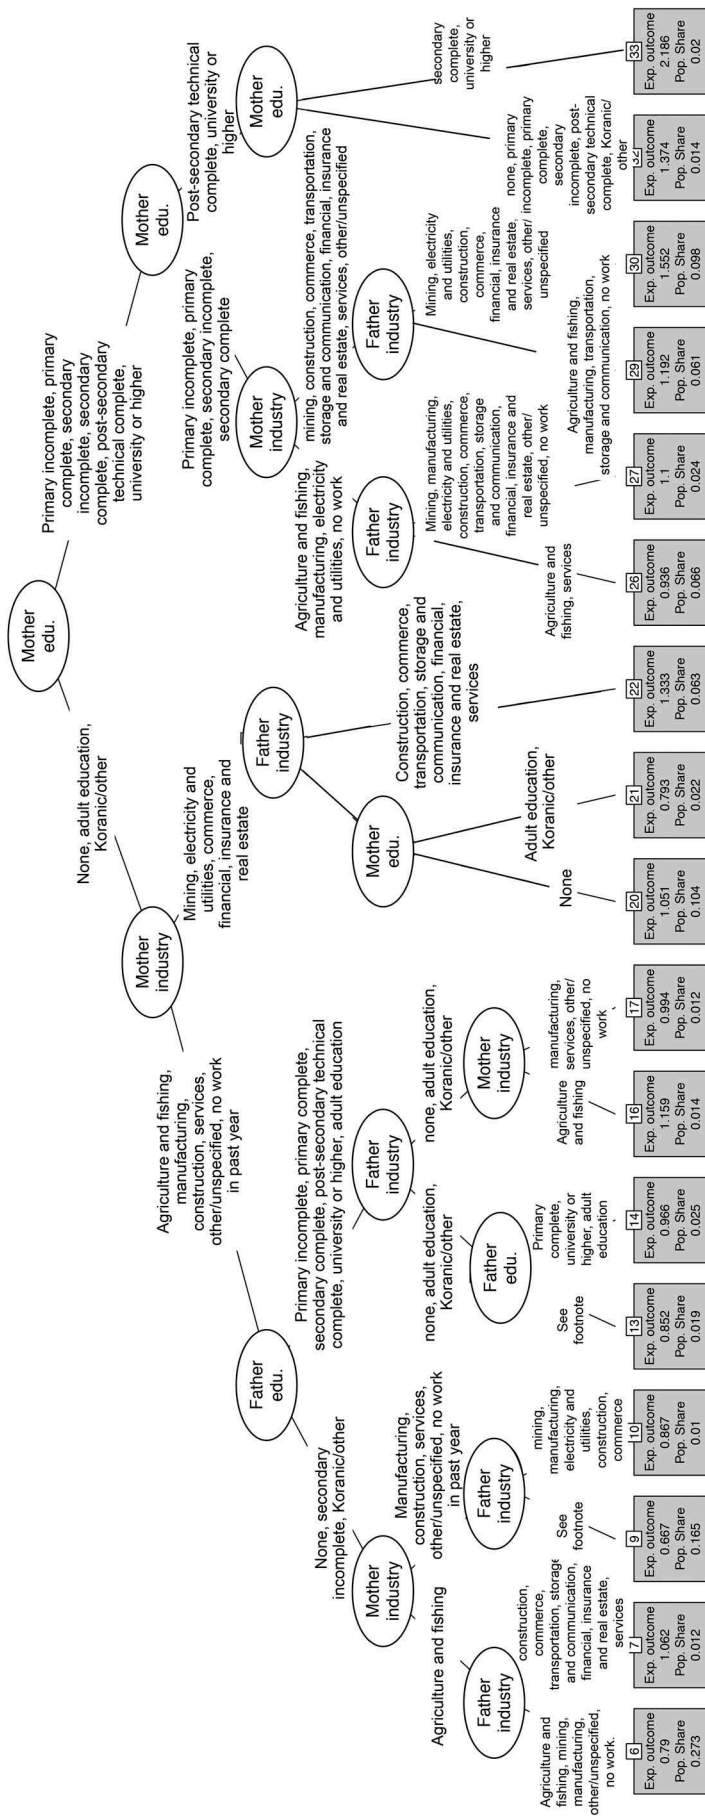 Mother
edu.
None, adult education,
Koranic/other
Primary incomplete, primary
complete, secondary
incomplete, secondary
complete, post-secondary
technical complete,
university or higher
Mother
industry
Mother
edu.
Agriculture and fishing,
manufacturing,
construction, services,
other/unspecified, no work
in past year
Mining, electricity and
utilities, commerce,
financial, insurance and
real estate
Primary incomplete, primary
complete, secondary incomplete,
secondary complete
Post-secondary technical
complete, university or
higher
Father
edu.
Father
industry
Mother
industry
Mother
edu.
None, secondary
incomplete, Koranic/other
Primary incomplete, primary complete,
secondary complete, post-secondary technical
complete, university or higher, adult education
Construction, commerce,
transportation, storage and
communication, financial,
insurance and real estate,
services
Agriculture and fishing,
manufacturing, electricity
and utilities, no work
mining, construction, commerce, transportation,
storage and communication, financial, insurance
and real estate, services, other/unspecified
none, primary
incomplete, primary
complete,
secondary
incomplete, post-
secondary technical
complete, Koranic/
other
secondary
complete,
university or
higher
Mother
industry
Father
industry
Mother
edu.
Father
industry
Father
industry
Agriculture and fishing
Manufacturing,
construction, services,
other/unspecified, no work
in past year
none, adult education,
Koranic/other
none, adult education,
Koranic/other
None
Adult education,
Koranic/other
Agriculture and
fishing, services
Mining, manufacturing,
electricity and utilities,
construction, commerce,
transportation, storage
and communication,
financial, insurance and
real estate, other/
unspecified, no work
Agriculture and fishing,
manufacturing, transportation,
storage and communication, no work
Mining, electricity
and utilities,
construction,
commerce,
financial, insurance
and real estate,
services, other/
unspecified
Father
industry
Father
industry
Father
edu.
Mother
industry
Agriculture and
fishing, mining,
manufacturing,
other/unspecified,
no work.
construction,
commerce,
transportation, storage
and communication,
financial, insurance
and real estate,
services
See
footnote
mining,
manufacturing,
electricity and
utilities,
construction,
commerce
See
footnote
Primary
complete,
university or
higher, adult
education
Agriculture
and fishing
manufacturing,
services, other/
unspecified, no
work
6
Exp. outcome
0.79
Pop. Share
0.273
7
Exp. outcome
1.062
Pop. Share
0.012
9
Exp. outcome
0.667
Pop. Share
0.165
10
Exp. outcome
0.867
Pop. Share
0.01
13
Exp. outcome
0.852
Pop. Share
0.019
14
Exp. outcome
0.966
Pop. Share
0.025
16
Exp. outcome
1.159
Pop. Share
0.014
17
Exp. outcome
0.994
Pop. Share
0.012
20
Exp. outcome
1.051
Pop. Share
0.104
21
Exp. outcome
0.793
Pop. Share
0.022
22
Exp. outcome
1.333
Pop. Share
0.063
26
Exp. outcome
0.936
Pop. Share
0.066
27
Exp. outcome
1.1
Pop. Share
0.024
29
Exp. outcome
1.192
Pop. Share
0.061
30
Exp. outcome
1.552
Pop. Share
0.098
32
Exp. outcome
1.374
Pop. Share
0.014
33
Exp. outcome
2.186
Pop. Share
0.02